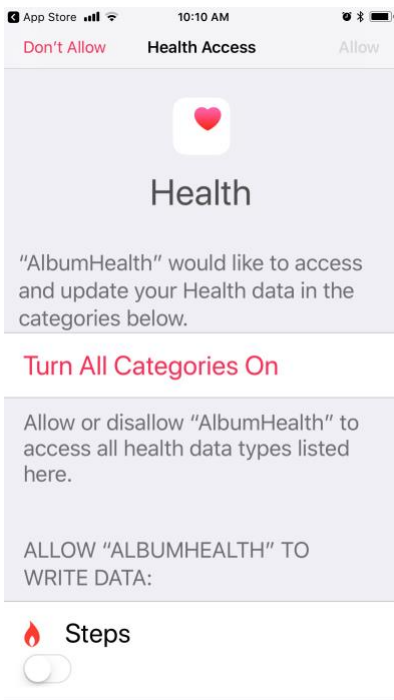 App Store 10:10 AM
Don't Allow Health Access Allow
Health
“AlbumHealth” would like to access
and update your Health data in the
categories below.
Turn All Categories On
Allow or disallow “AlbumHealth” to
access all health data types listed
here.
ALLOW “ALBUMHEALTH” TO
WRITE DATA:
Steps